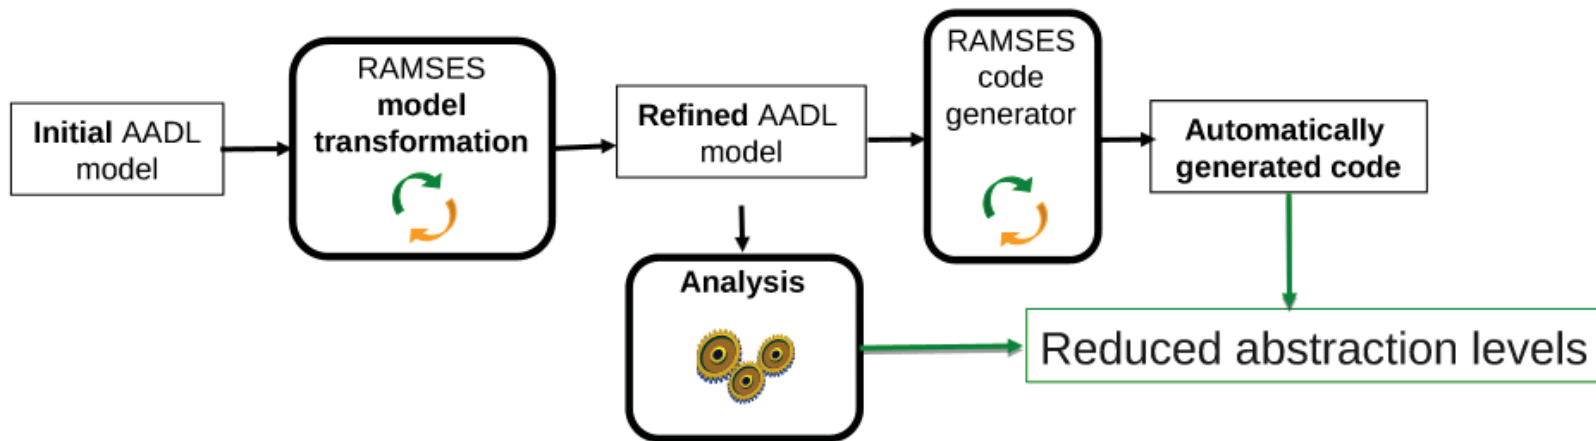 Initial AADL
model
RAMSES
model
transformation
Refined AADL
model
RAMSES
code
generator
Automatically
generated code
Analysis
Reduced abstraction levels